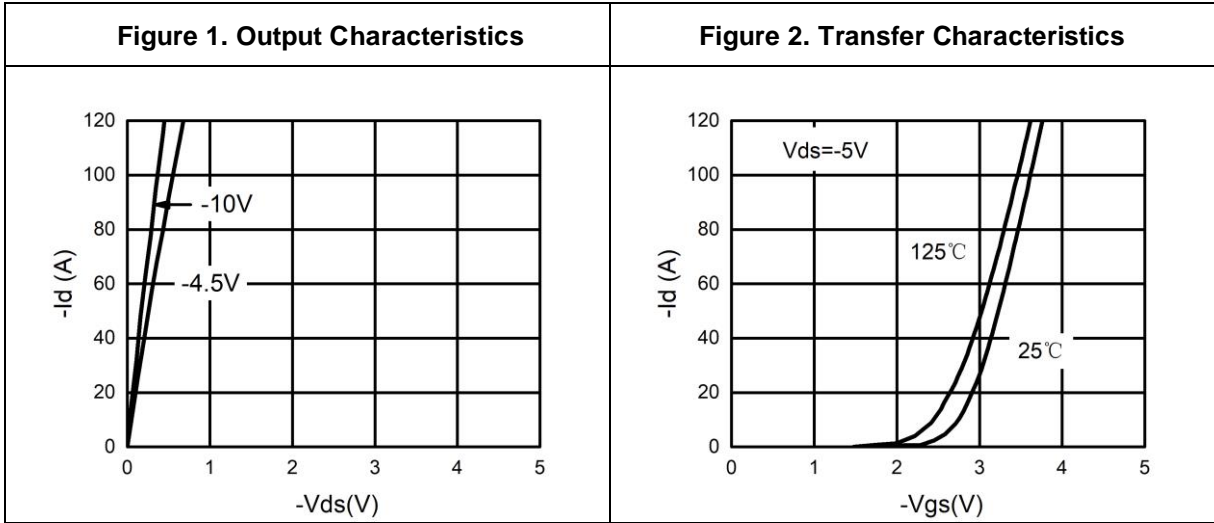 Figure 1. Output Characteristics
120
100
80
60
40
20
0
-Id (A)
-10V
-4.5V
0 1 2 3 4 5
-Vds(V)
Figure 2. Transfer Characteristics
120
100
80
60
40
20
0
-Id (A)
Vds=-5V
125℃
25℃
0 1 2 3 4 5
-Vgs(V)